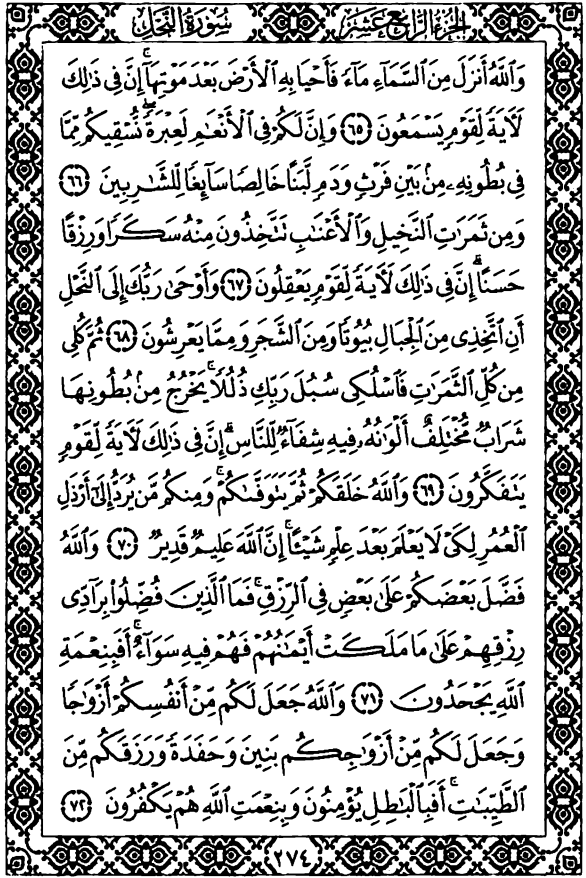 الجزء الرابع عشر
سورة النحل
وَٱللَّهُ أَنزَلَ مِنَ ٱلسَّمَآءِ مَآءً فَأَحْيَا بِهِ ٱلْأَرْضَ بَعْدَ مَوْتِهَآ ۚ إِنَّ فِى ذَٰلِكَ
لَـَٔايَةً لِّقَوْمٍ يَسْمَعُونَ ٦٥ وَإِنَّ لَكُمْ فِى ٱلْأَنْعَٰمِ لَعِبْرَةً ۖ نُّسْقِيكُم مِّمَّا
فِى بُطُونِهِۦ مِنۢ بَيْنِ فَرْثٍ وَدَمٍ لَّبَنًا خَالِصًا سَآئِغًا لِّلشَّٰرِبِينَ ٦٦
وَمِن ثَمَرَٰتِ ٱلنَّخِيلِ وَٱلْأَعْنَٰبِ تَتَّخِذُونَ مِنْهُ سَكَرًا وَرِزْقًا
حَسَنًا ۗ إِنَّ فِى ذَٰلِكَ لَـَٔايَةً لِّقَوْمٍ يَعْقِلُونَ ٦٧ وَأَوْحَىٰ رَبُّكَ إِلَى ٱلنَّحْلِ
أَنِ ٱتَّخِذِى مِنَ ٱلْجِبَالِ بُيُوتًا وَمِنَ ٱلشَّجَرِ وَمِمَّا يَعْرِشُونَ ٦٨ ثُمَّ كُلِى
مِن كُلِّ ٱلثَّمَرَٰتِ فَٱسْلُكِى سُبُلَ رَبِّكِ ذُلُلًا ۚ يَخْرُجُ مِنۢ بُطُونِهَا
شَرَابٌ مُّخْتَلِفٌ أَلْوَٰنُهُۥ فِيهِ شِفَآءٌ لِّلنَّاسِ ۗ إِنَّ فِى ذَٰلِكَ لَـَٔايَةً لِّقَوْمٍ
يَتَفَكَّرُونَ ٦٩ وَٱللَّهُ خَلَقَكُمْ ثُمَّ يَتَوَفَّىٰكُمْ ۚ وَمِنكُم مَّن يُرَدُّ إِلَىٰٓ أَرْذَلِ
ٱلْعُمُرِ لِكَىْ لَا يَعْلَمَ بَعْدَ عِلْمٍ شَيْـًٔا ۚ إِنَّ ٱللَّهَ عَلِيمٌ قَدِيرٌ ٧٠ وَٱللَّهُ
فَضَّلَ بَعْضَكُمْ عَلَىٰ بَعْضٍ فِى ٱلرِّزْقِ ۚ فَمَا ٱلَّذِينَ فُضِّلُوا۟ بِرَآدِّى
رِزْقِهِمْ عَلَىٰ مَا مَلَكَتْ أَيْمَٰنُهُمْ فَهُمْ فِيهِ سَوَآءٌ ۚ أَفَبِنِعْمَةِ
ٱللَّهِ يَجْحَدُونَ ٧١ وَٱللَّهُ جَعَلَ لَكُم مِّنْ أَنفُسِكُمْ أَزْوَٰجًا
وَجَعَلَ لَكُم مِّنْ أَزْوَٰجِكُم بَنِينَ وَحَفَدَةً وَرَزَقَكُم مِّنَ
ٱلطَّيِّبَٰتِ ۚ أَفَبِٱلْبَٰطِلِ يُؤْمِنُونَ وَبِنِعْمَتِ ٱللَّهِ هُمْ يَكْفُرُونَ ٧٢
٢٧٤